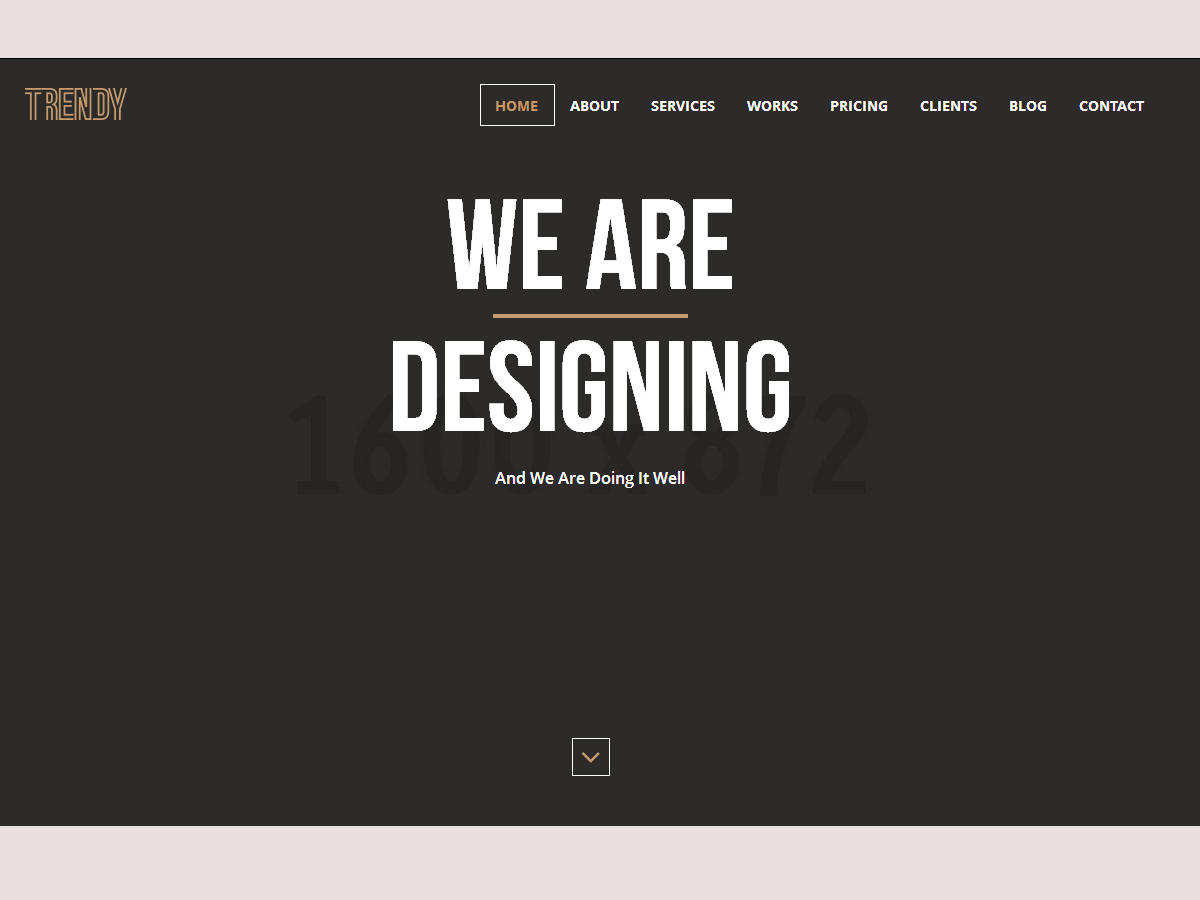 TRENDY
HOME ABOUT SERVICES WORKS PRICING CLIENTS BLOG CONTACT
WE ARE
DESIGNING
1600 x 872
And We Are Doing It Well